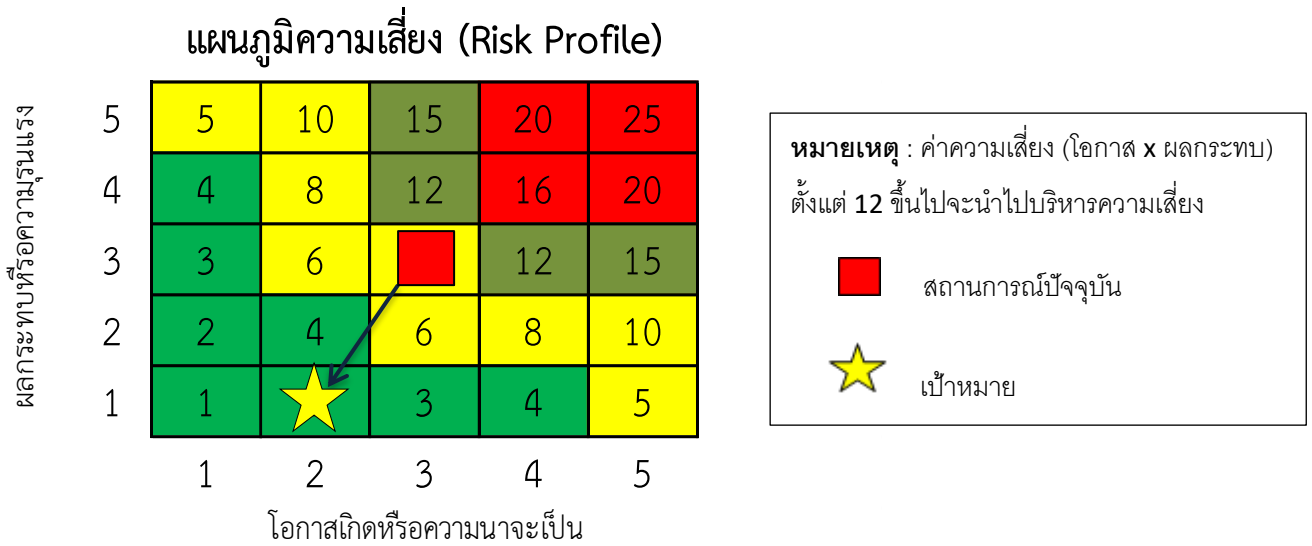 แผนภูมิความเสี่ยง (Risk Profile)
ผลกระทบหรือความรุนแรง
5 5 10 15 20 25
4 4 8 12 16 20
3 3 6 12 15
2 2 4 6 8 10
1 1 3 4 5
1 2 3 4 5
โอกาสเกิดหรือความนาจะเป็น
หมายเหตุ : ค่าความเสี่ยง (โอกาส x ผลกระทบ)
ตั้งแต่ 12 ขึ้นไปจะนำไปบริหารความเสี่ยง
สถานการณ์ปัจจุบัน
เป้าหมาย